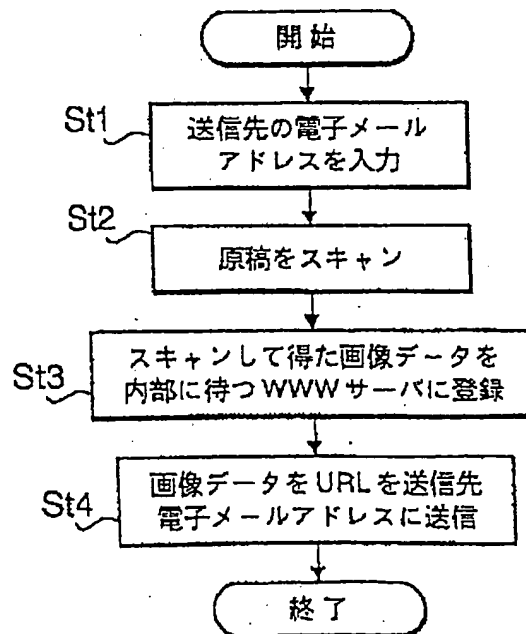 開始
St1
送信先の電子メール
アドレスを入力
St2
原稿をスキャン
St3
スキャンして得た画像データを
内部に待つWWWサーバに登録
St4
画像データをURLを送信先
電子メールアドレスに送信
終了